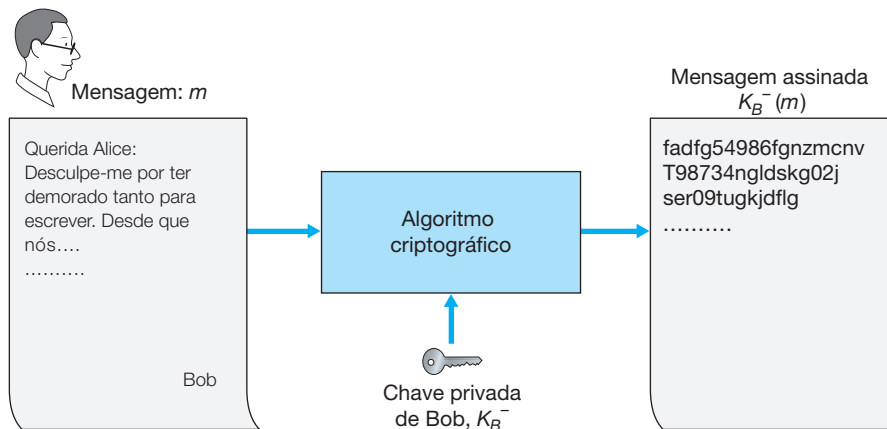 Mensagem: m
Querida Alice:
Desculpe-me por ter
demorado tanto para
escrever. Desde que
nós....
..........
Bob
Algoritmo
criptográfico
Chave privada
de Bob, K_B^-
Mensagem assinada
K_B^- (m)
fadfg54986fgnzmcnv
T98734ngldskg02j
ser09tugkjdflg
..........